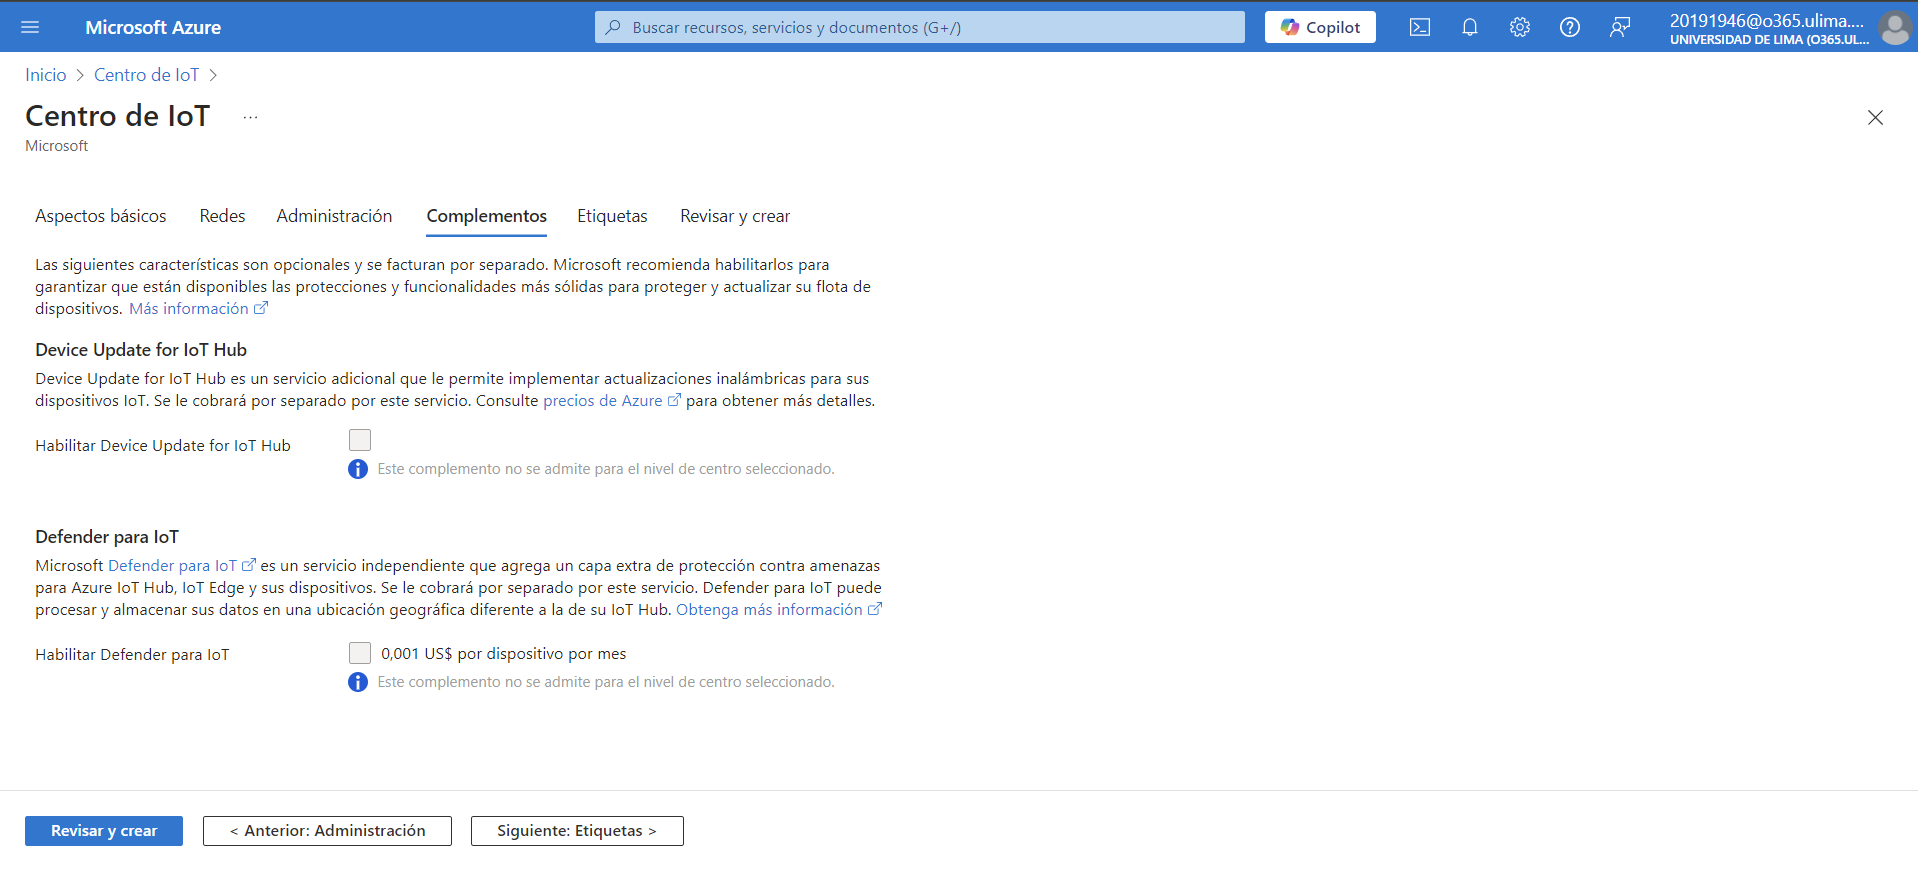 Microsoft Azure
Buscar recursos, servicios y documentos (G+/)
Copilot
20191946@o365.ulima....
UNIVERSIDAD DE LIMA (O365.UL...
Inicio > Centro de IoT >
Centro de IoT ...
Microsoft
Aspectos básicos Redes Administración Complementos Etiquetas Revisar y crear
Las siguientes características son opcionales y se facturan por separado. Microsoft recomienda habilitarlos para
garantizar que están disponibles las protecciones y funcionalidades más sólidas para proteger y actualizar su flota de
dispositivos. Más información
Device Update for IoT Hub
Device Update for IoT Hub es un servicio adicional que le permite implementar actualizaciones inalámbricas para sus
dispositivos IoT. Se le cobrará por separado por este servicio. Consulte precios de Azure para obtener más detalles.
Habilitar Device Update for IoT Hub
Este complemento no se admite para el nivel de centro seleccionado.
Defender para IoT
Microsoft Defender para IoT es un servicio independiente que agrega un capa extra de protección contra amenazas
para Azure IoT Hub, IoT Edge y sus dispositivos. Se le cobrará por separado por este servicio. Defender para IoT puede
procesar y almacenar sus datos en una ubicación geográfica diferente a la de su IoT Hub. Obtenga más información
Habilitar Defender para IoT 0,001 US$ por dispositivo por mes
Este complemento no se admite para el nivel de centro seleccionado.
Revisar y crear < Anterior: Administración Siguiente: Etiquetas >